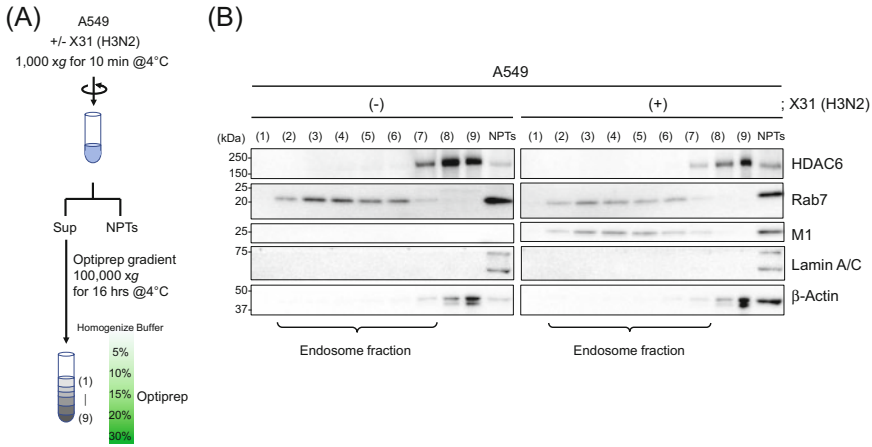 (A)
A549
+/- X31 (H3N2)
1,000 xg for 10 min @4°C
Sup
NPTs
Optiprep gradient
100,000 xg
for 16 hrs @4°C
Homogenize Buffer
5%
10%
15%
20%
30%
(1)
(9)
Optiprep
(B)
A549
(-)
(+)
; X31 (H3N2)
(kDa)
(1) (2) (3) (4) (5) (6) (7) (8) (9) NPTs
(1) (2) (3) (4) (5) (6) (7) (8) (9) NPTs
250
150
HDAC6
25
20
Rab7
25
M1
75
Lamin A/C
50
37
β-Actin
Endosome fraction
Endosome fraction